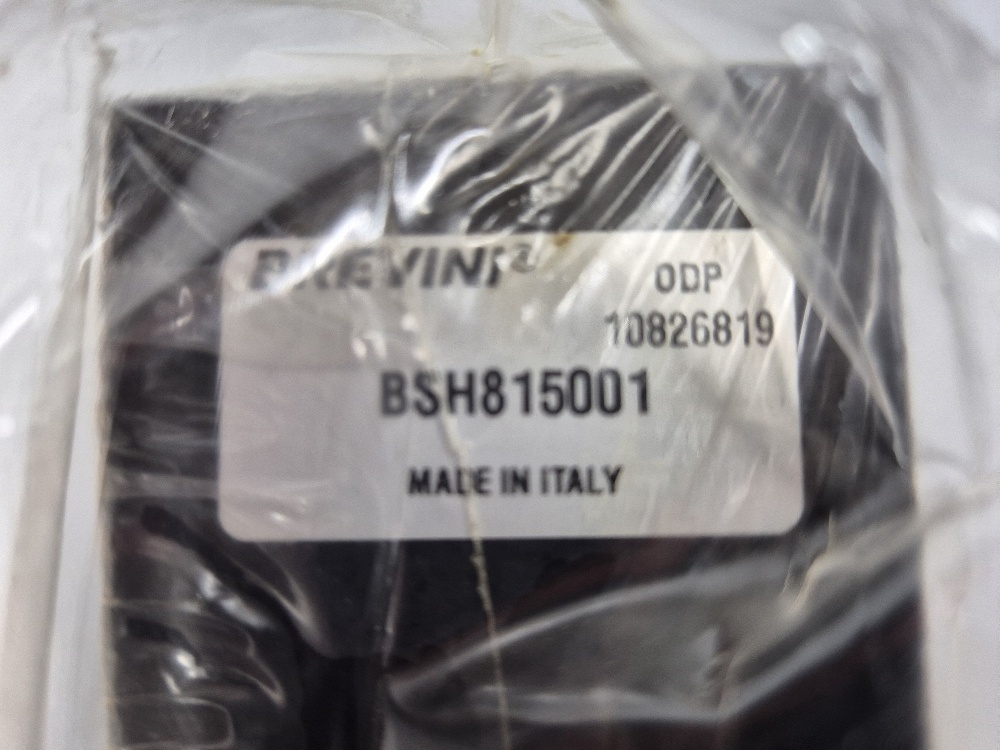 BREVINI
ODP
10826819
BSH815001
MADE IN ITALY